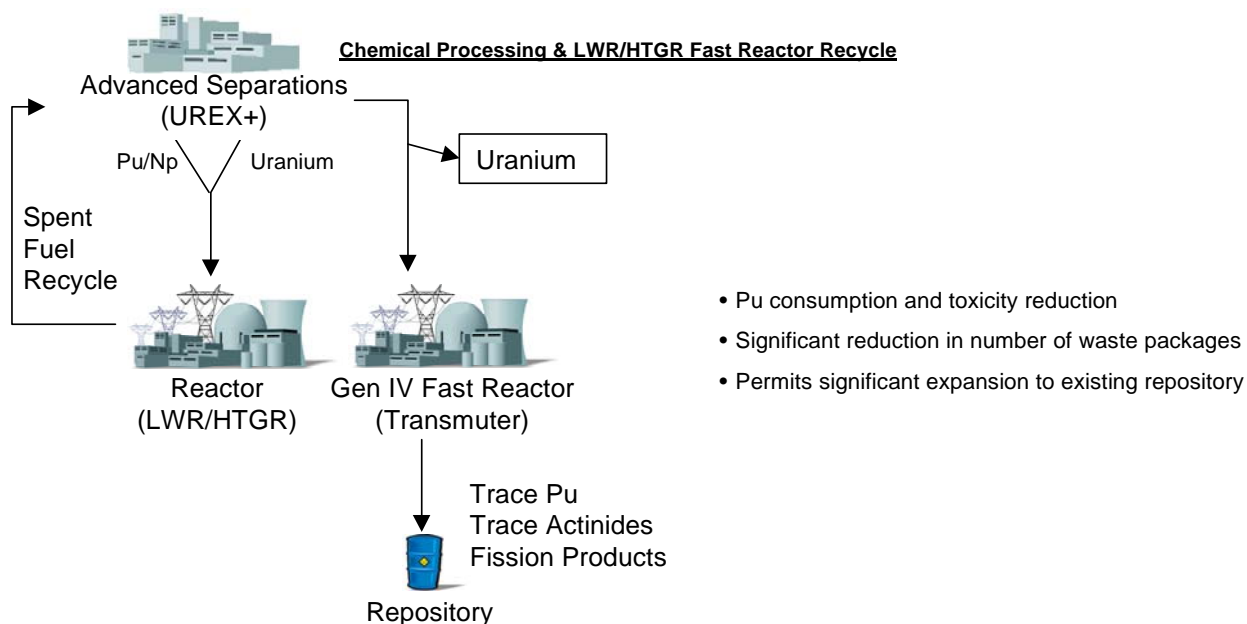 Chemical Processing & LWR/HTGR Fast Reactor Recycle
Advanced Separations
(UREX+)
Pu/Np
Uranium
Uranium
Spent
Fuel
Recycle
Reactor
(LWR/HTGR)
Gen IV Fast Reactor
(Transmuter)
• Pu consumption and toxicity reduction
• Significant reduction in number of waste packages
• Permits significant expansion to existing repository
Trace Pu
Trace Actinides
Fission Products
Repository